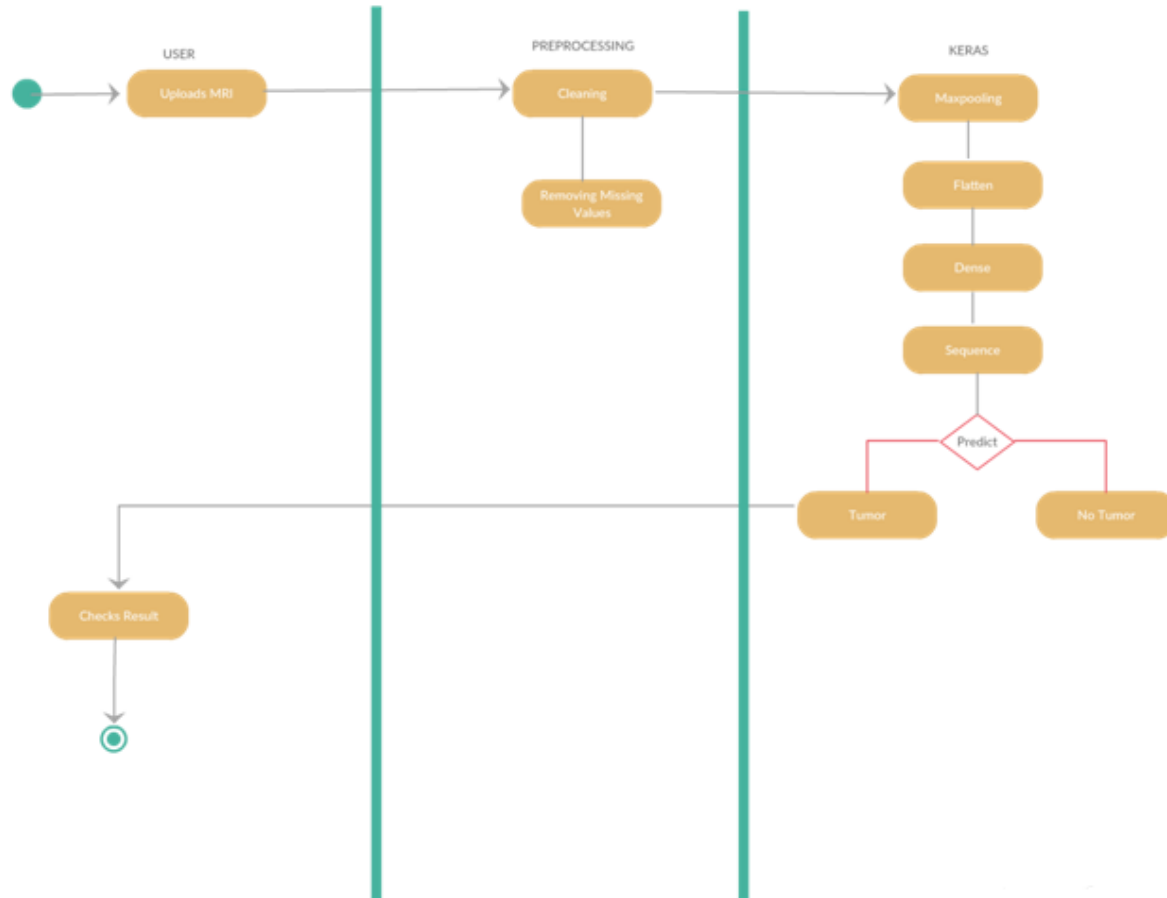 USER
PREPROCESSING
KERAS
Uploads MRI
Cleaning
Maxpooling
Removing Missing
Values
Flatten
Dense
Sequence
Predict
Tumor
No Tumor
Checks Result